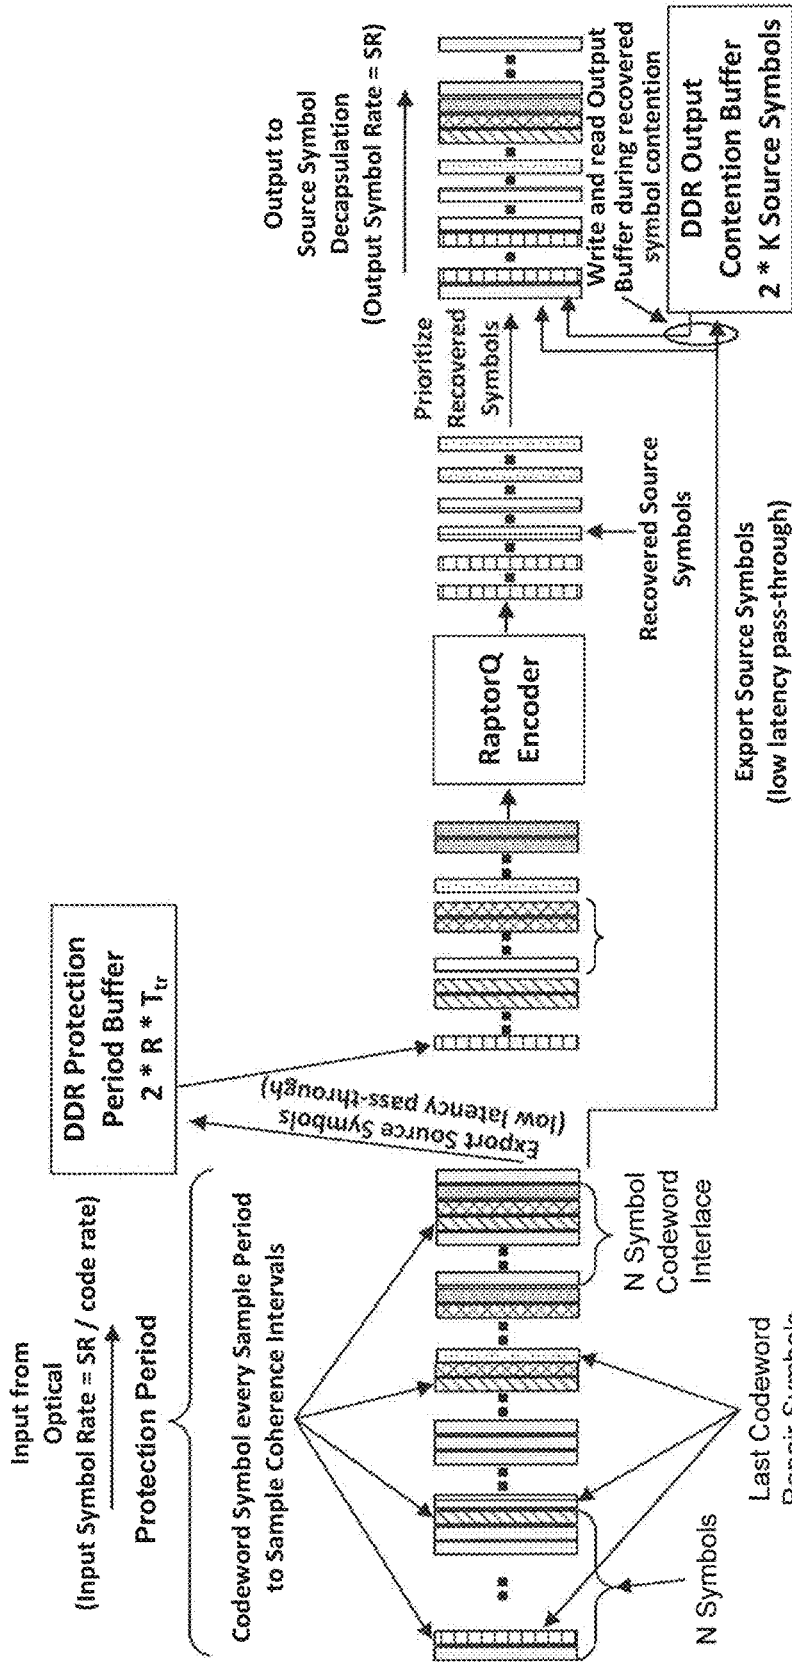 Input from
Optical
(Input Symbol Rate = SR / code rate)
Protection Period
Codeword Symbol every Sample Period
to Sample Coherence Intervals
N Symbols
Last Codeword
Repair Symbols
N Symbol
Codeword
Interlace
DDR Protection
Period Buffer
2 * R * Ttr
Export Source Symbols
(low latency pass-through)
RaptorQ
Encoder
Recovered Source
Symbols
Export Source Symbols
(low latency pass-through)
Prioritize
Recovered
Symbols
Output to
Source Symbol
Decapsulation
(Output Symbol Rate = SR)
Write and read Output
Buffer during recovered
symbol contention
DDR Output
Contention Buffer
2 * K Source Symbols